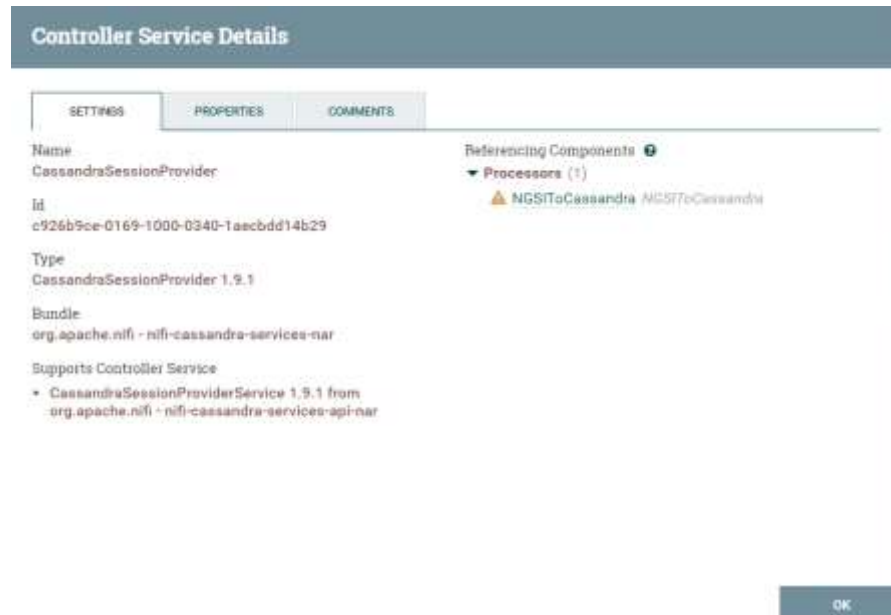 Controller Service Details
SETTINGS PROPERTIES COMMENTS
Name
CassandraSessionProvider
Id
c926b9ce-0169-1000-0340-1aecbdd14b29
Type
CassandraSessionProvider 1.9.1
Bundle
org.apache.nifi - nifi-cassandra-services-nar
Supports Controller Service
• CassandraSessionProviderService 1.9.1 from
org.apache.nifi - nifi-cassandra-services-api-nar
Referencing Components
Processors (1)
NGSIToCassandra NGSIToCassandra
OK